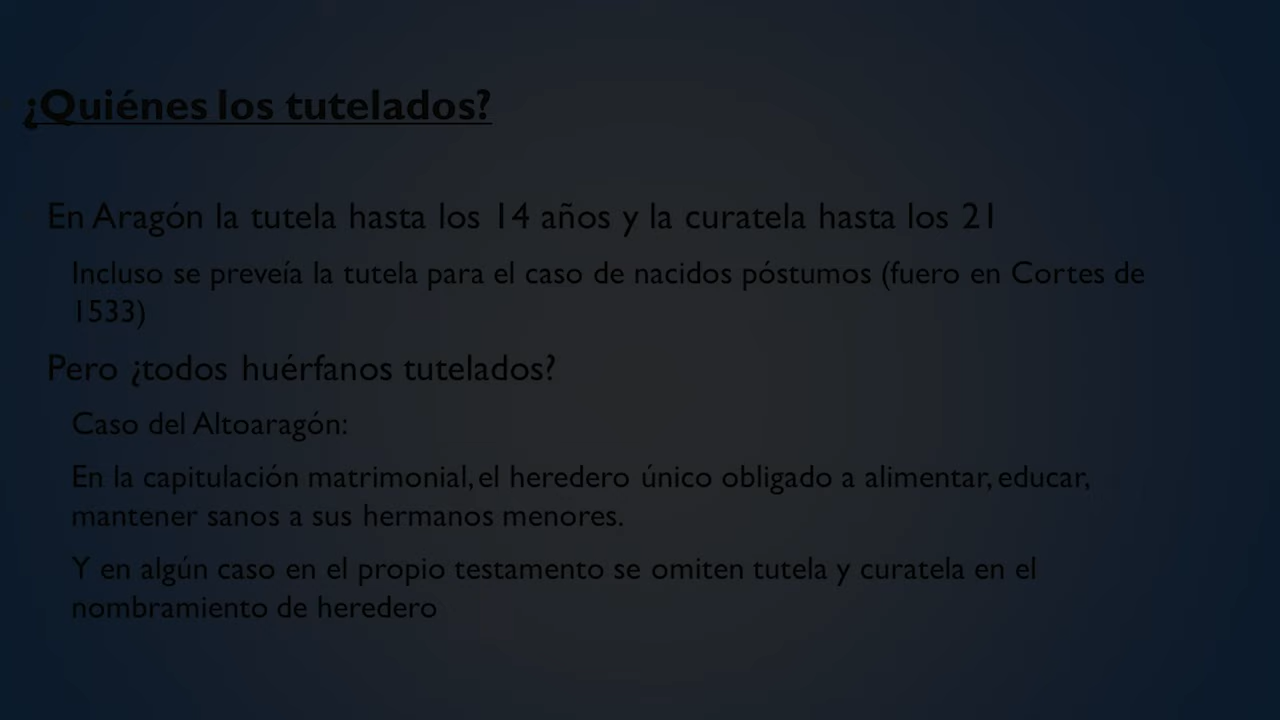 ¿Quiénes los tutelados?
En Aragón la tutela hasta los 14 años y la curatela hasta los 21
Incluso se preveía la tutela para el caso de nacidos póstumos (fuero en Cortes de
1533)
Pero ¿todos huérfanos tutelados?
Caso del Altoaragón:
En la capitulación matrimonial, el heredero único obligado a alimentar, educar,
mantener sanos a sus hermanos menores.
Y en algún caso en el propio testamento se omiten tutela y curatela en el
nombramiento de heredero